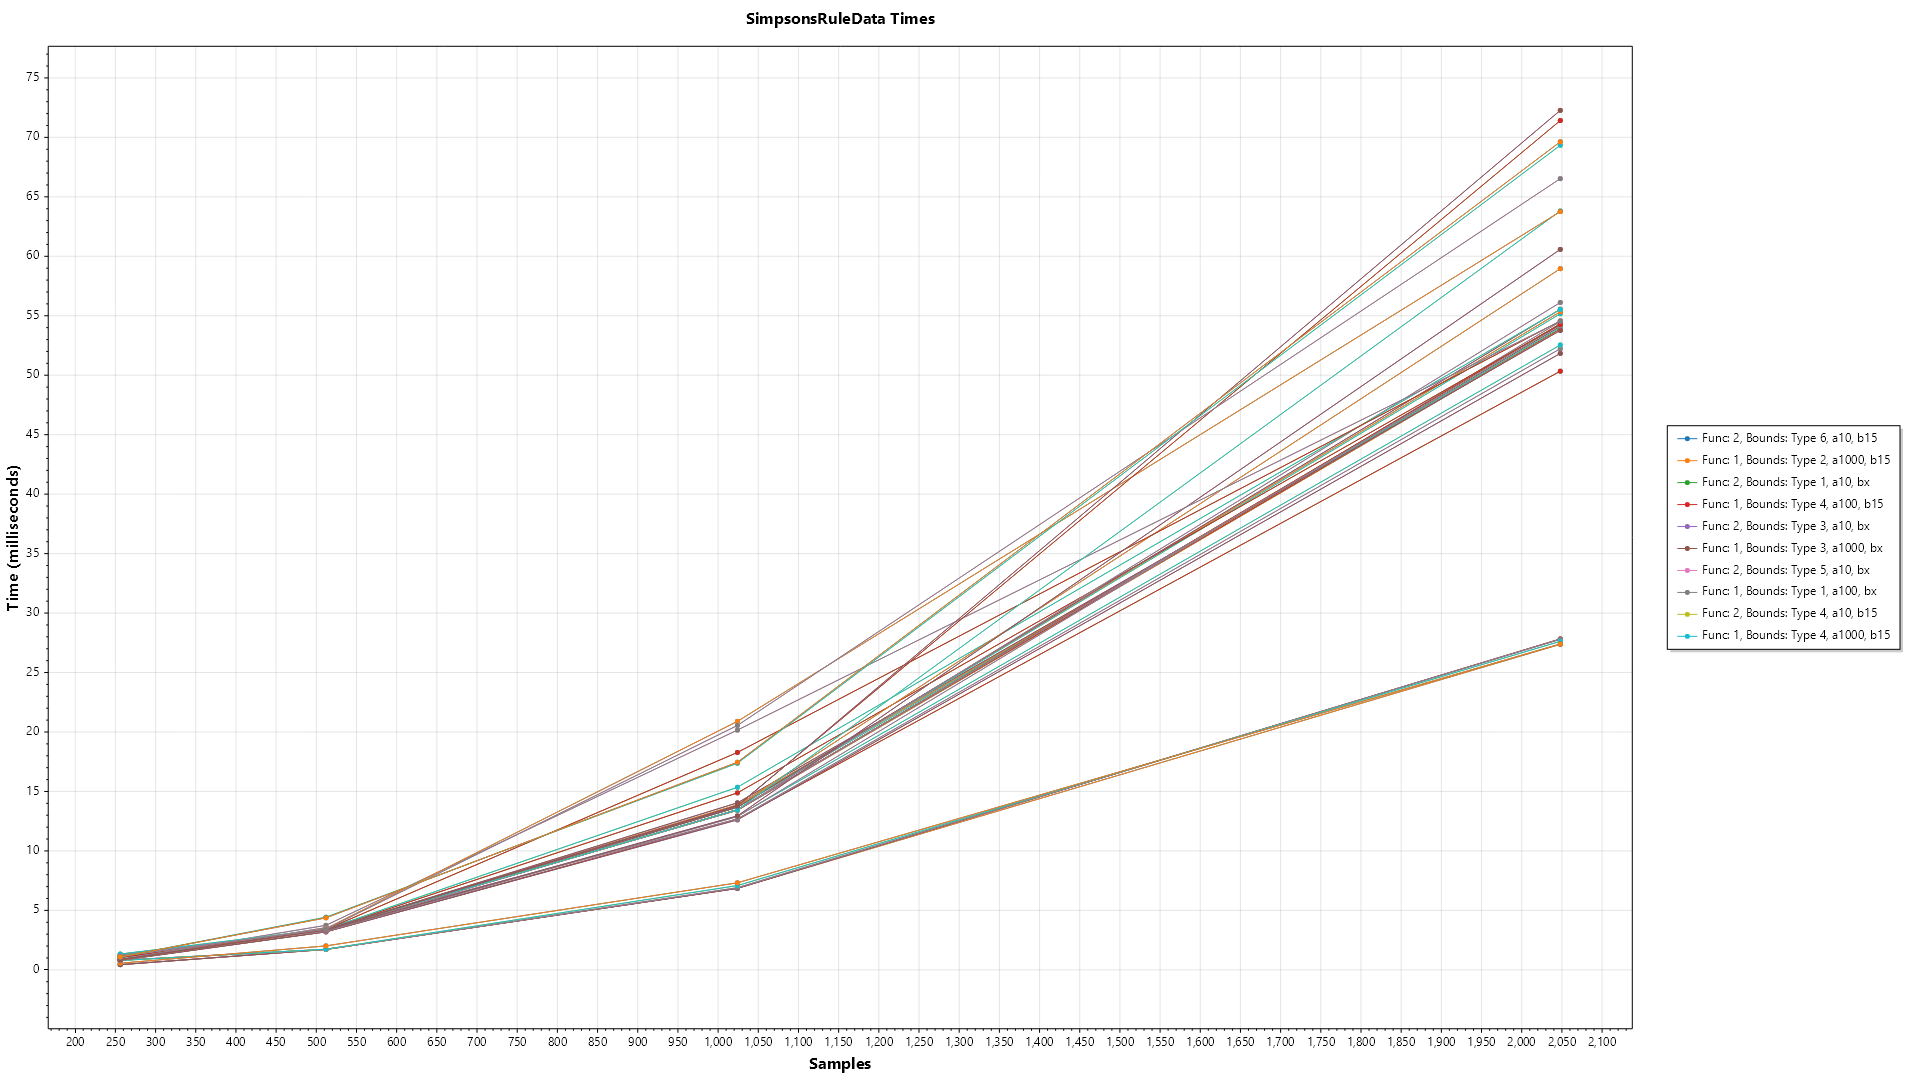 SimpsonsRuleData Times
75
70
65
60
55
50
45
40
35
30
25
20
15
10
5
0
Time (milliseconds)
200 250 300 350 400 450 500 550 600 650 700 750 800 850 900 950 1,000 1,050 1,100 1,150 1,200 1,250 1,300 1,350 1,400 1,450 1,500 1,550 1,600 1,650 1,700 1,750 1,800 1,850 1,900 1,950 2,000 2,050 2,100
Samples
Func: 2, Bounds: Type 6, a10, b15
Func: 1, Bounds: Type 2, a1000, b15
Func: 2, Bounds: Type 1, a10, bx
Func: 1, Bounds: Type 4, a100, b15
Func: 2, Bounds: Type 3, a10, bx
Func: 1, Bounds: Type 3, a1000, bx
Func: 2, Bounds: Type 5, a10, bx
Func: 1, Bounds: Type 1, a100, bx
Func: 2, Bounds: Type 4, a10, b15
Func: 1, Bounds: Type 4, a1000, b15